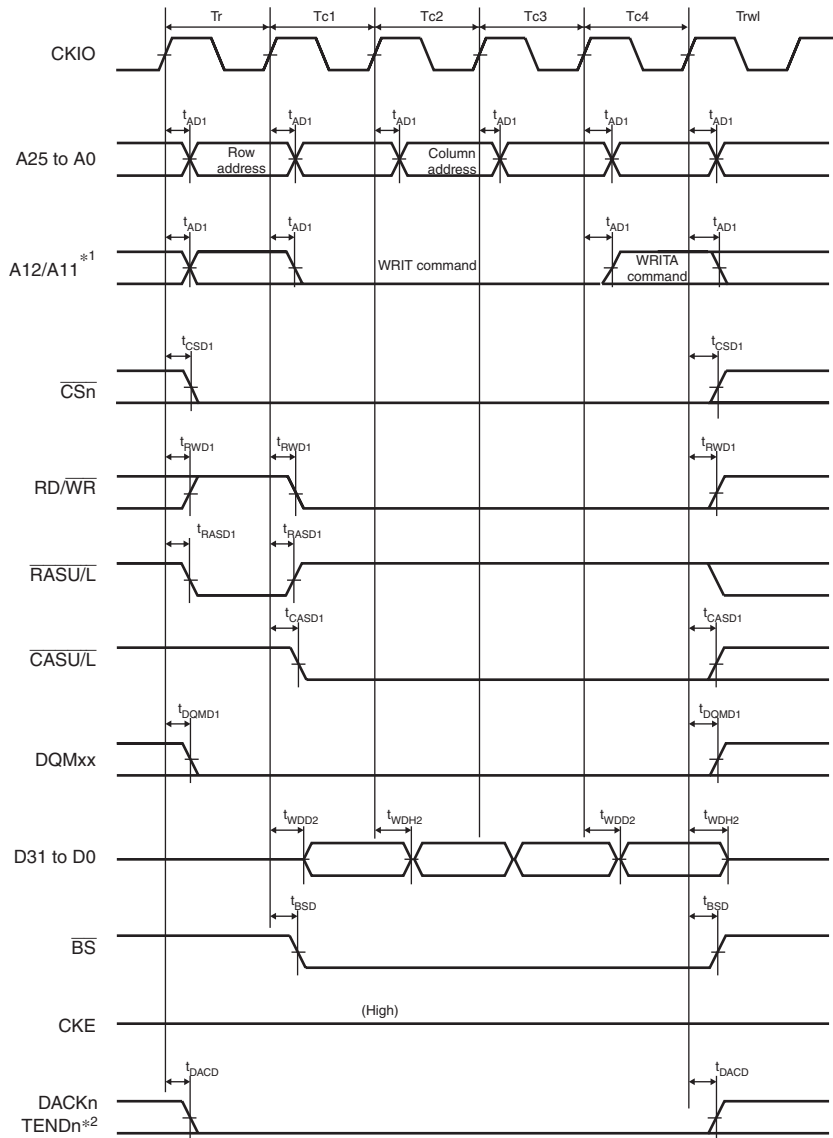 Tr Tc1 Tc2 Tc3 Tc4 Trwl
CKIO
tAD1 tAD1 tAD1 tAD1 tAD1 tAD1
A25 to A0
Row address
Column address
tAD1 tAD1 tAD1 tAD1
A12/A11*1
WRIT command
WRITA command
tCSD1 tCSD1
CSn
tRWD1 tRWD1 tRWD1
RD/WR
tRASD1 tRASD1
RASU/L
tCASD1 tCASD1
CASU/L
tDQMD1 tDQMD1
DQMxx
tWDD2 tWDH2 tWDD2 tWDH2
D31 to D0
tBSD tBSD
BS
(High)
CKE
tDACD tDACD
DACKn
TENDn*2